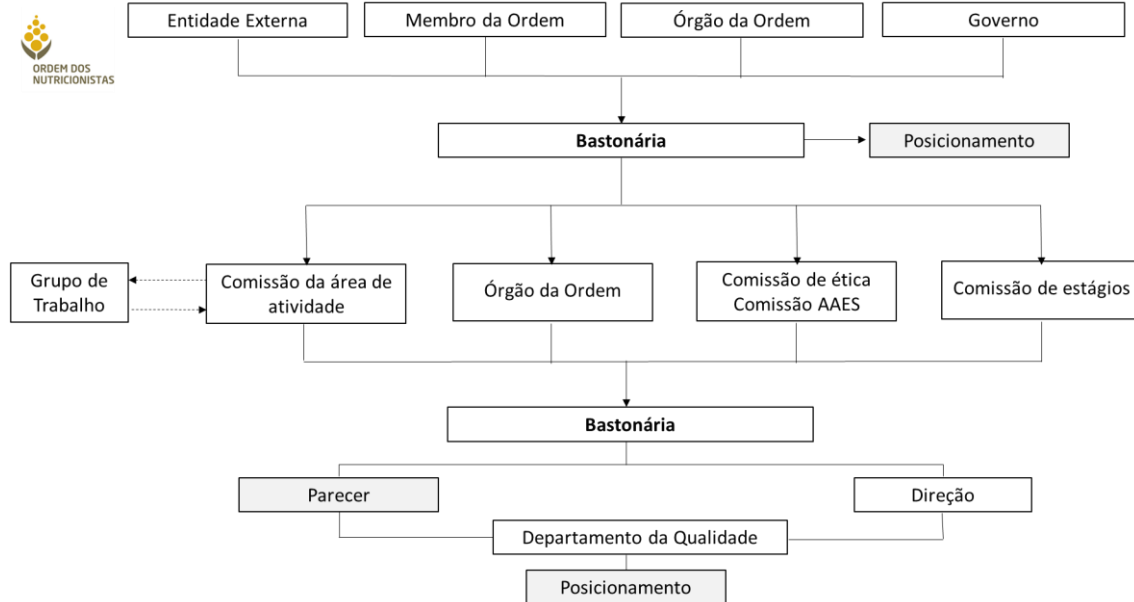 ORDEM DOS
NUTRICIONISTAS
Entidade Externa
Membro da Ordem
Órgão da Ordem
Governo
Bastonária
Posicionamento
Grupo de
Trabalho
Comissão da área de
atividade
Órgão da Ordem
Comissão de ética
Comissão AAES
Comissão de estágios
Bastonária
Parecer
Direção
Departamento da Qualidade
Posicionamento